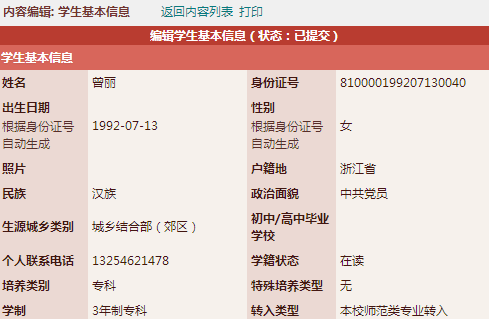 内容编辑: 学生基本信息 返回内容列表 打印
编辑学生基本信息（状态：已提交）
学生基本信息
姓名 曾丽 身份证号 810000199207130040
出生日期
根据身份证号
自动生成
1992-07-13
性别
根据身份证号
自动生成
女
照片 户籍地 浙江省
民族 汉族 政治面貌 中共党员
生源城乡类别 城乡结合部（郊区）
初中/高中毕业
学校
个人联系电话 13254621478 学籍状态 在读
培养类别 专科 特殊培养类型 无
学制 3年制专科 转入类型 本校师范类专业转入